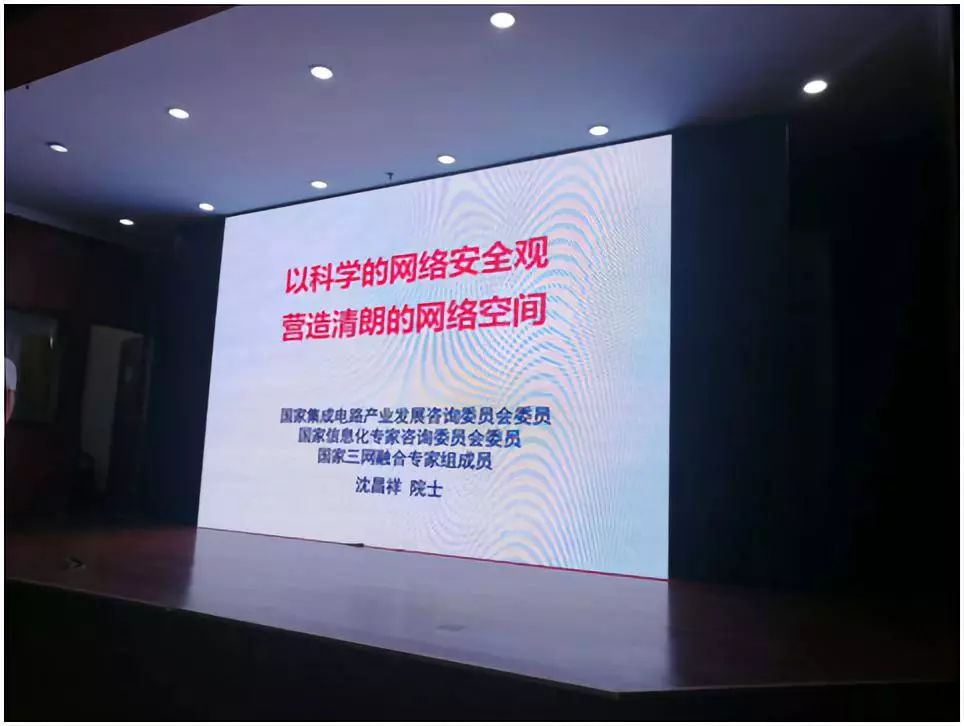 以科学的网络安全观
营造清朗的网络空间
国家集成电路产业发展咨询委员会委员
国家信息化专家咨询委员会委员
国家三网融合专家组成员
沈昌祥 院士